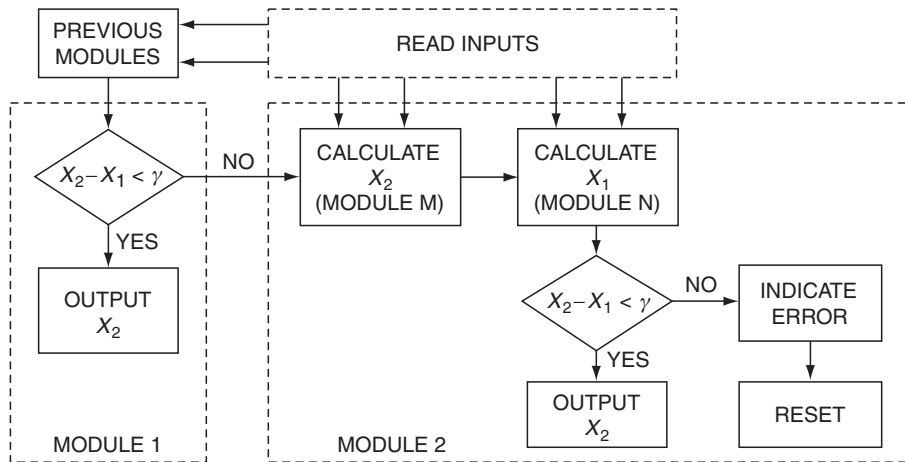 PREVIOUS
MODULES
READ INPUTS
X₂−X₁ < γ
NO
YES
OUTPUT
X₂
MODULE 1
CALCULATE
X₂
(MODULE M)
CALCULATE
X₁
(MODULE N)
X₂−X₁ < γ
NO
INDICATE
ERROR
YES
OUTPUT
X₂
RESET
MODULE 2